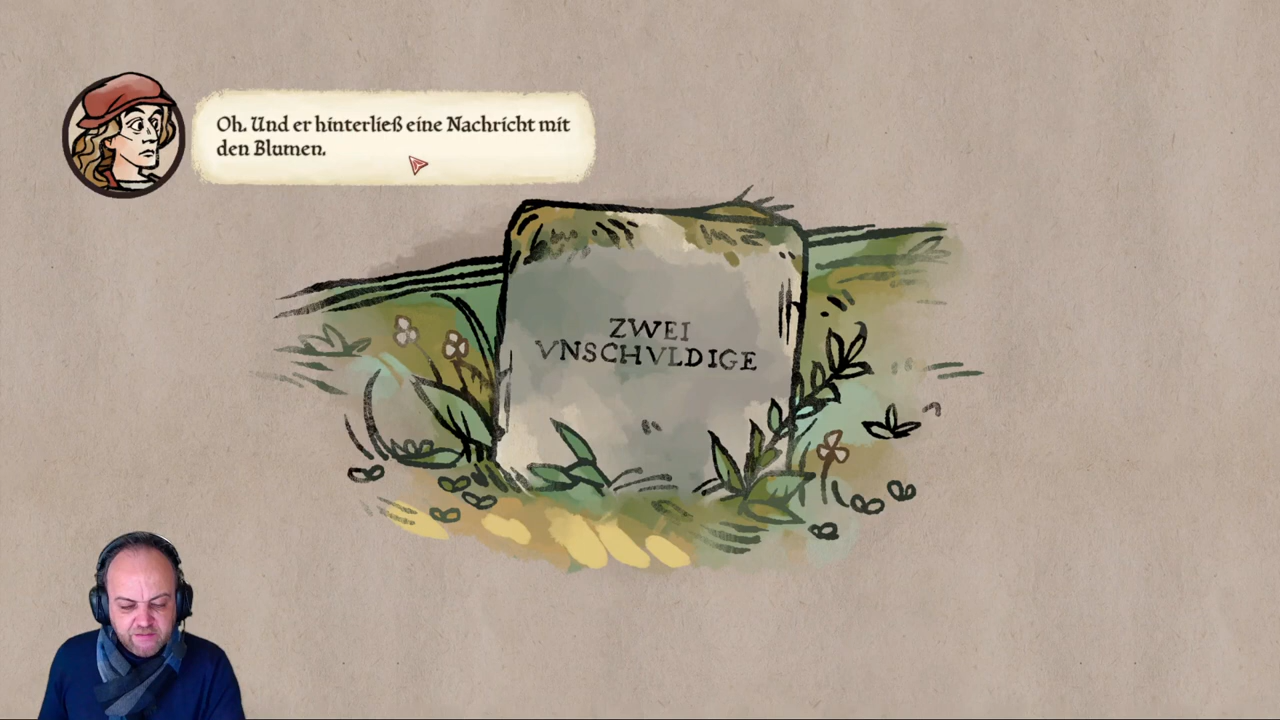 Oh. Und er hinterließ eine Nachricht mit
den Blumen.
ZWEI
VNSCHVLDIGE